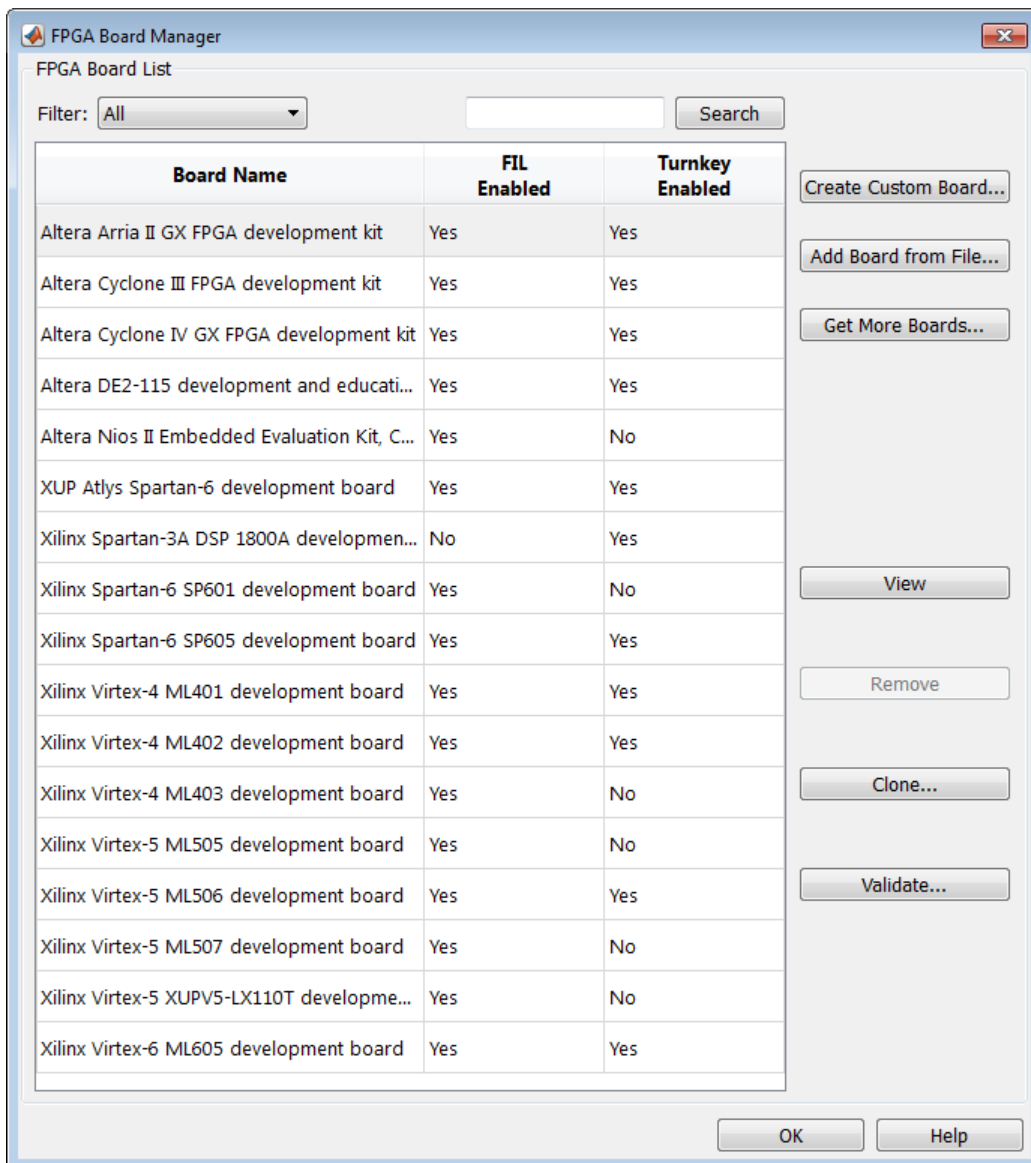 FPGA Board Manager
FPGA Board List
Filter: All Search
Board Name FIL Enabled Turnkey Enabled
Altera Arria II GX FPGA development kit Yes Yes
Altera Cyclone III FPGA development kit Yes Yes
Altera Cyclone IV GX FPGA development kit Yes Yes
Altera DE2-115 development and educati... Yes Yes
Altera Nios II Embedded Evaluation Kit, C... Yes No
XUP Atlys Spartan-6 development board Yes Yes
Xilinx Spartan-3A DSP 1800A developmen... No Yes
Xilinx Spartan-6 SP601 development board Yes No
Xilinx Spartan-6 SP605 development board Yes Yes
Xilinx Virtex-4 ML401 development board Yes Yes
Xilinx Virtex-4 ML402 development board Yes Yes
Xilinx Virtex-4 ML403 development board Yes No
Xilinx Virtex-5 ML505 development board Yes No
Xilinx Virtex-5 ML506 development board Yes Yes
Xilinx Virtex-5 ML507 development board Yes No
Xilinx Virtex-5 XUPV5-LX110T developme... Yes No
Xilinx Virtex-6 ML605 development board Yes Yes
Create Custom Board...
Add Board from File...
Get More Boards...
View
Remove
Clone...
Validate...
OK Help